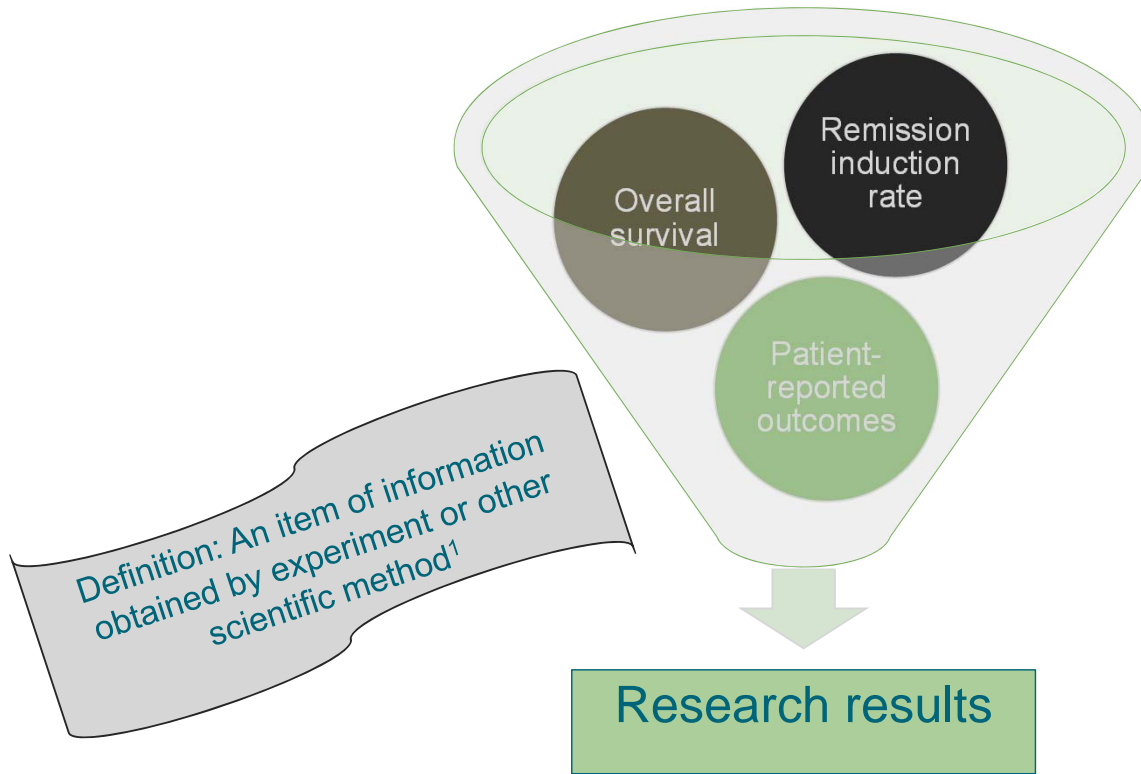 Remission
induction
rate
Overall
survival
Patient-
reported
outcomes
Definition: An item of information
obtained by experiment or other
scientific method1
Research results